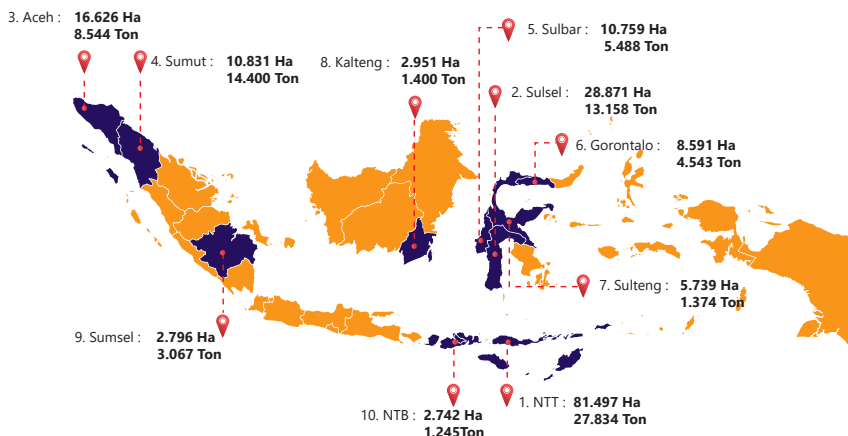 3. Aceh : 16.626 Ha
8.544 Ton
4. Sumut : 10.831 Ha
14.400 Ton
8. Kalteng : 2.951 Ha
1.400 Ton
5. Sulbar : 10.759 Ha
5.488 Ton
2. Sulsel : 28.871 Ha
13.158 Ton
6. Gorontalo : 8.591 Ha
4.543 Ton
7. Sulteng : 5.739 Ha
1.374 Ton
9. Sumsel : 2.796 Ha
3.067 Ton
10. NTB : 2.742 Ha
1.245Ton
1. NTT : 81.497 Ha
27.834 Ton